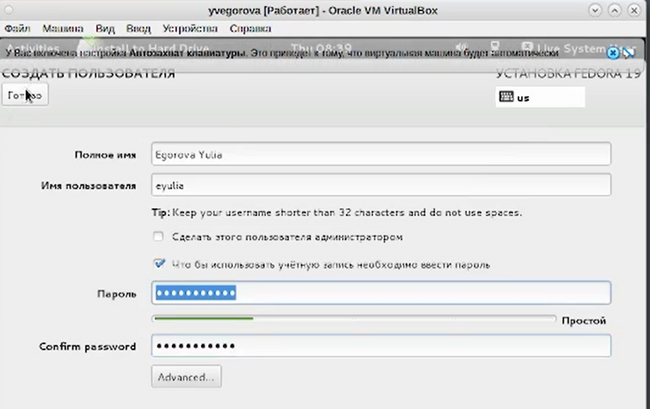 yvegorova [Работает] - Oracle VM VirtualBox
Файл Машина Вид Ввод Устройства Справка
Activities Install to Hard Drive Thu 08:39 Live System User
У Вас включена настройка Автозахват клавиатуры. Это приведет к тому, что виртуальная машина будет автоматически
СОЗДАТЬ ПОЛЬЗОВАТЕЛЯ УСТАНОВКА FEDORA 19
Готово us
Полное имя Egorova Yulia
Имя пользователя eyulia
Tip: Keep your username shorter than 32 characters and do not use spaces.
Сделать этого пользователя администратором
Что бы использовать учётную запись необходимо ввести пароль
Пароль •••••••••••
Простой
Confirm password •••••••••••
Advanced...